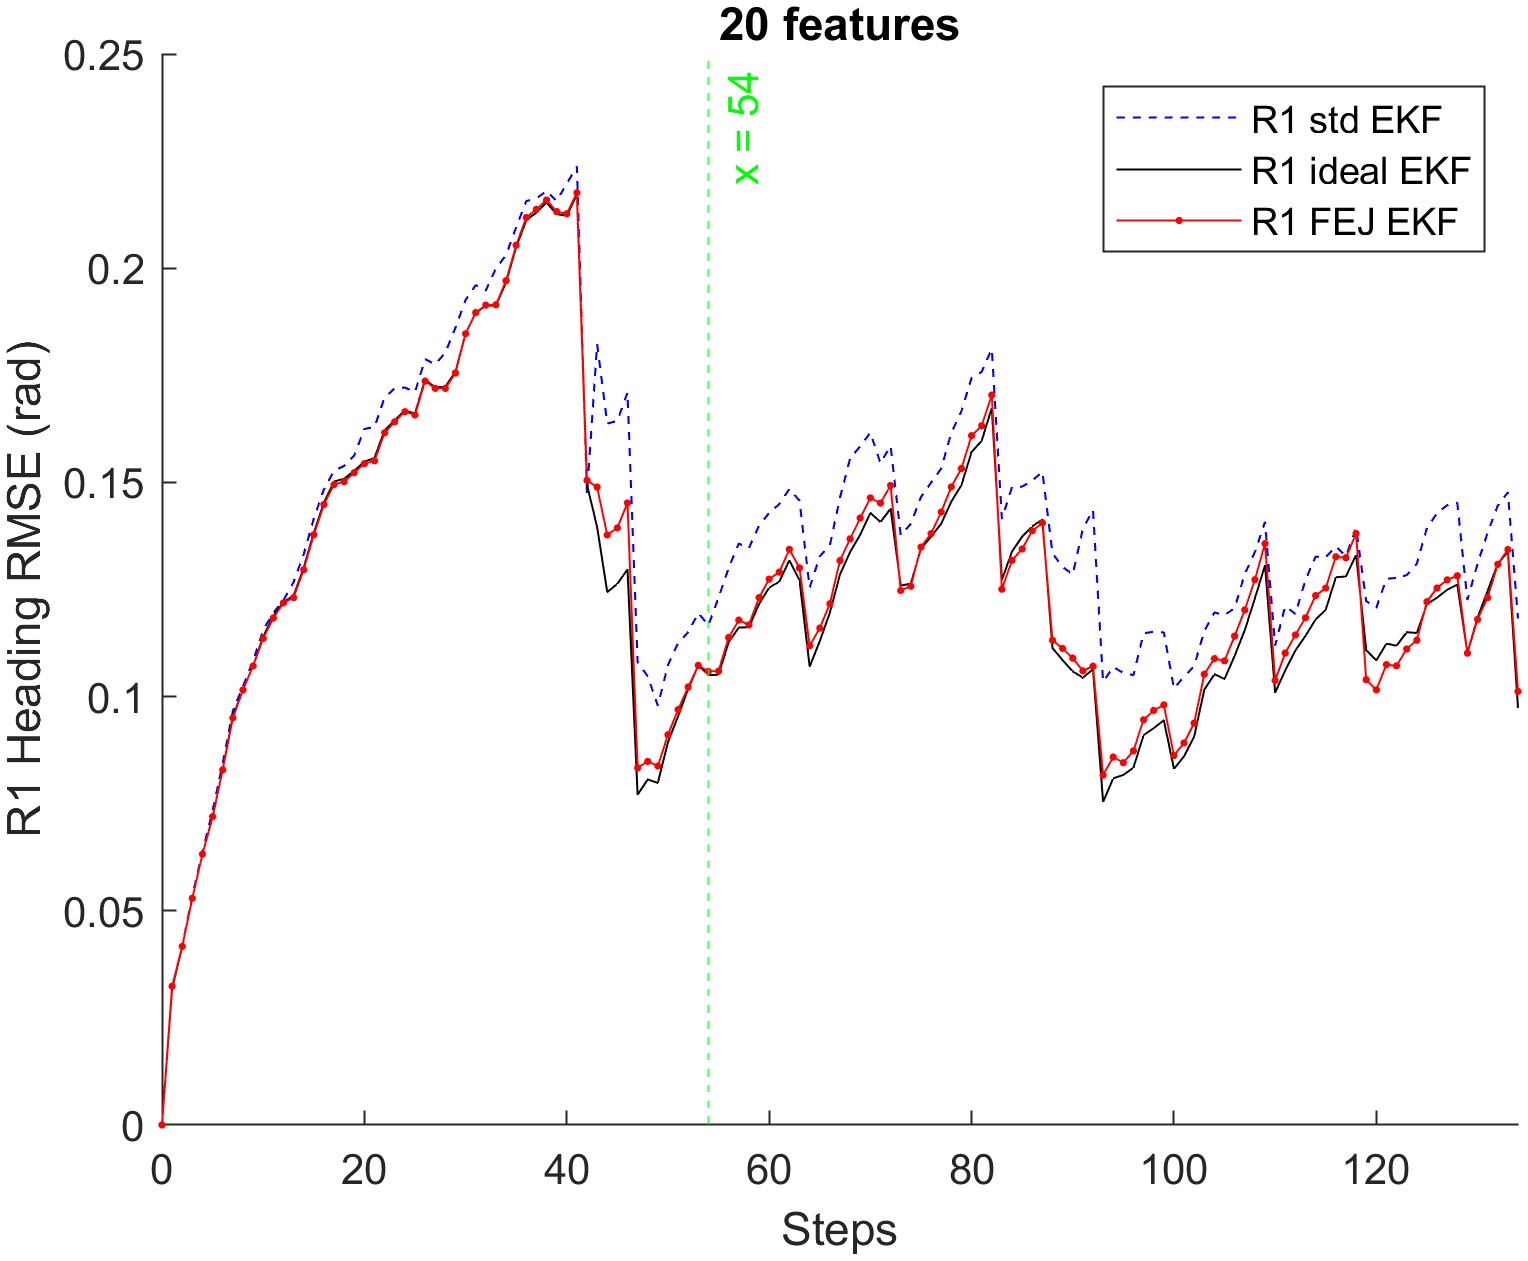 20 features
0.25
0.2
0.15
0.1
0.05
0
R1 Heading RMSE (rad)
x = 54
R1 std EKF
R1 ideal EKF
R1 FEJ EKF
0 20 40 60 80 100 120
Steps